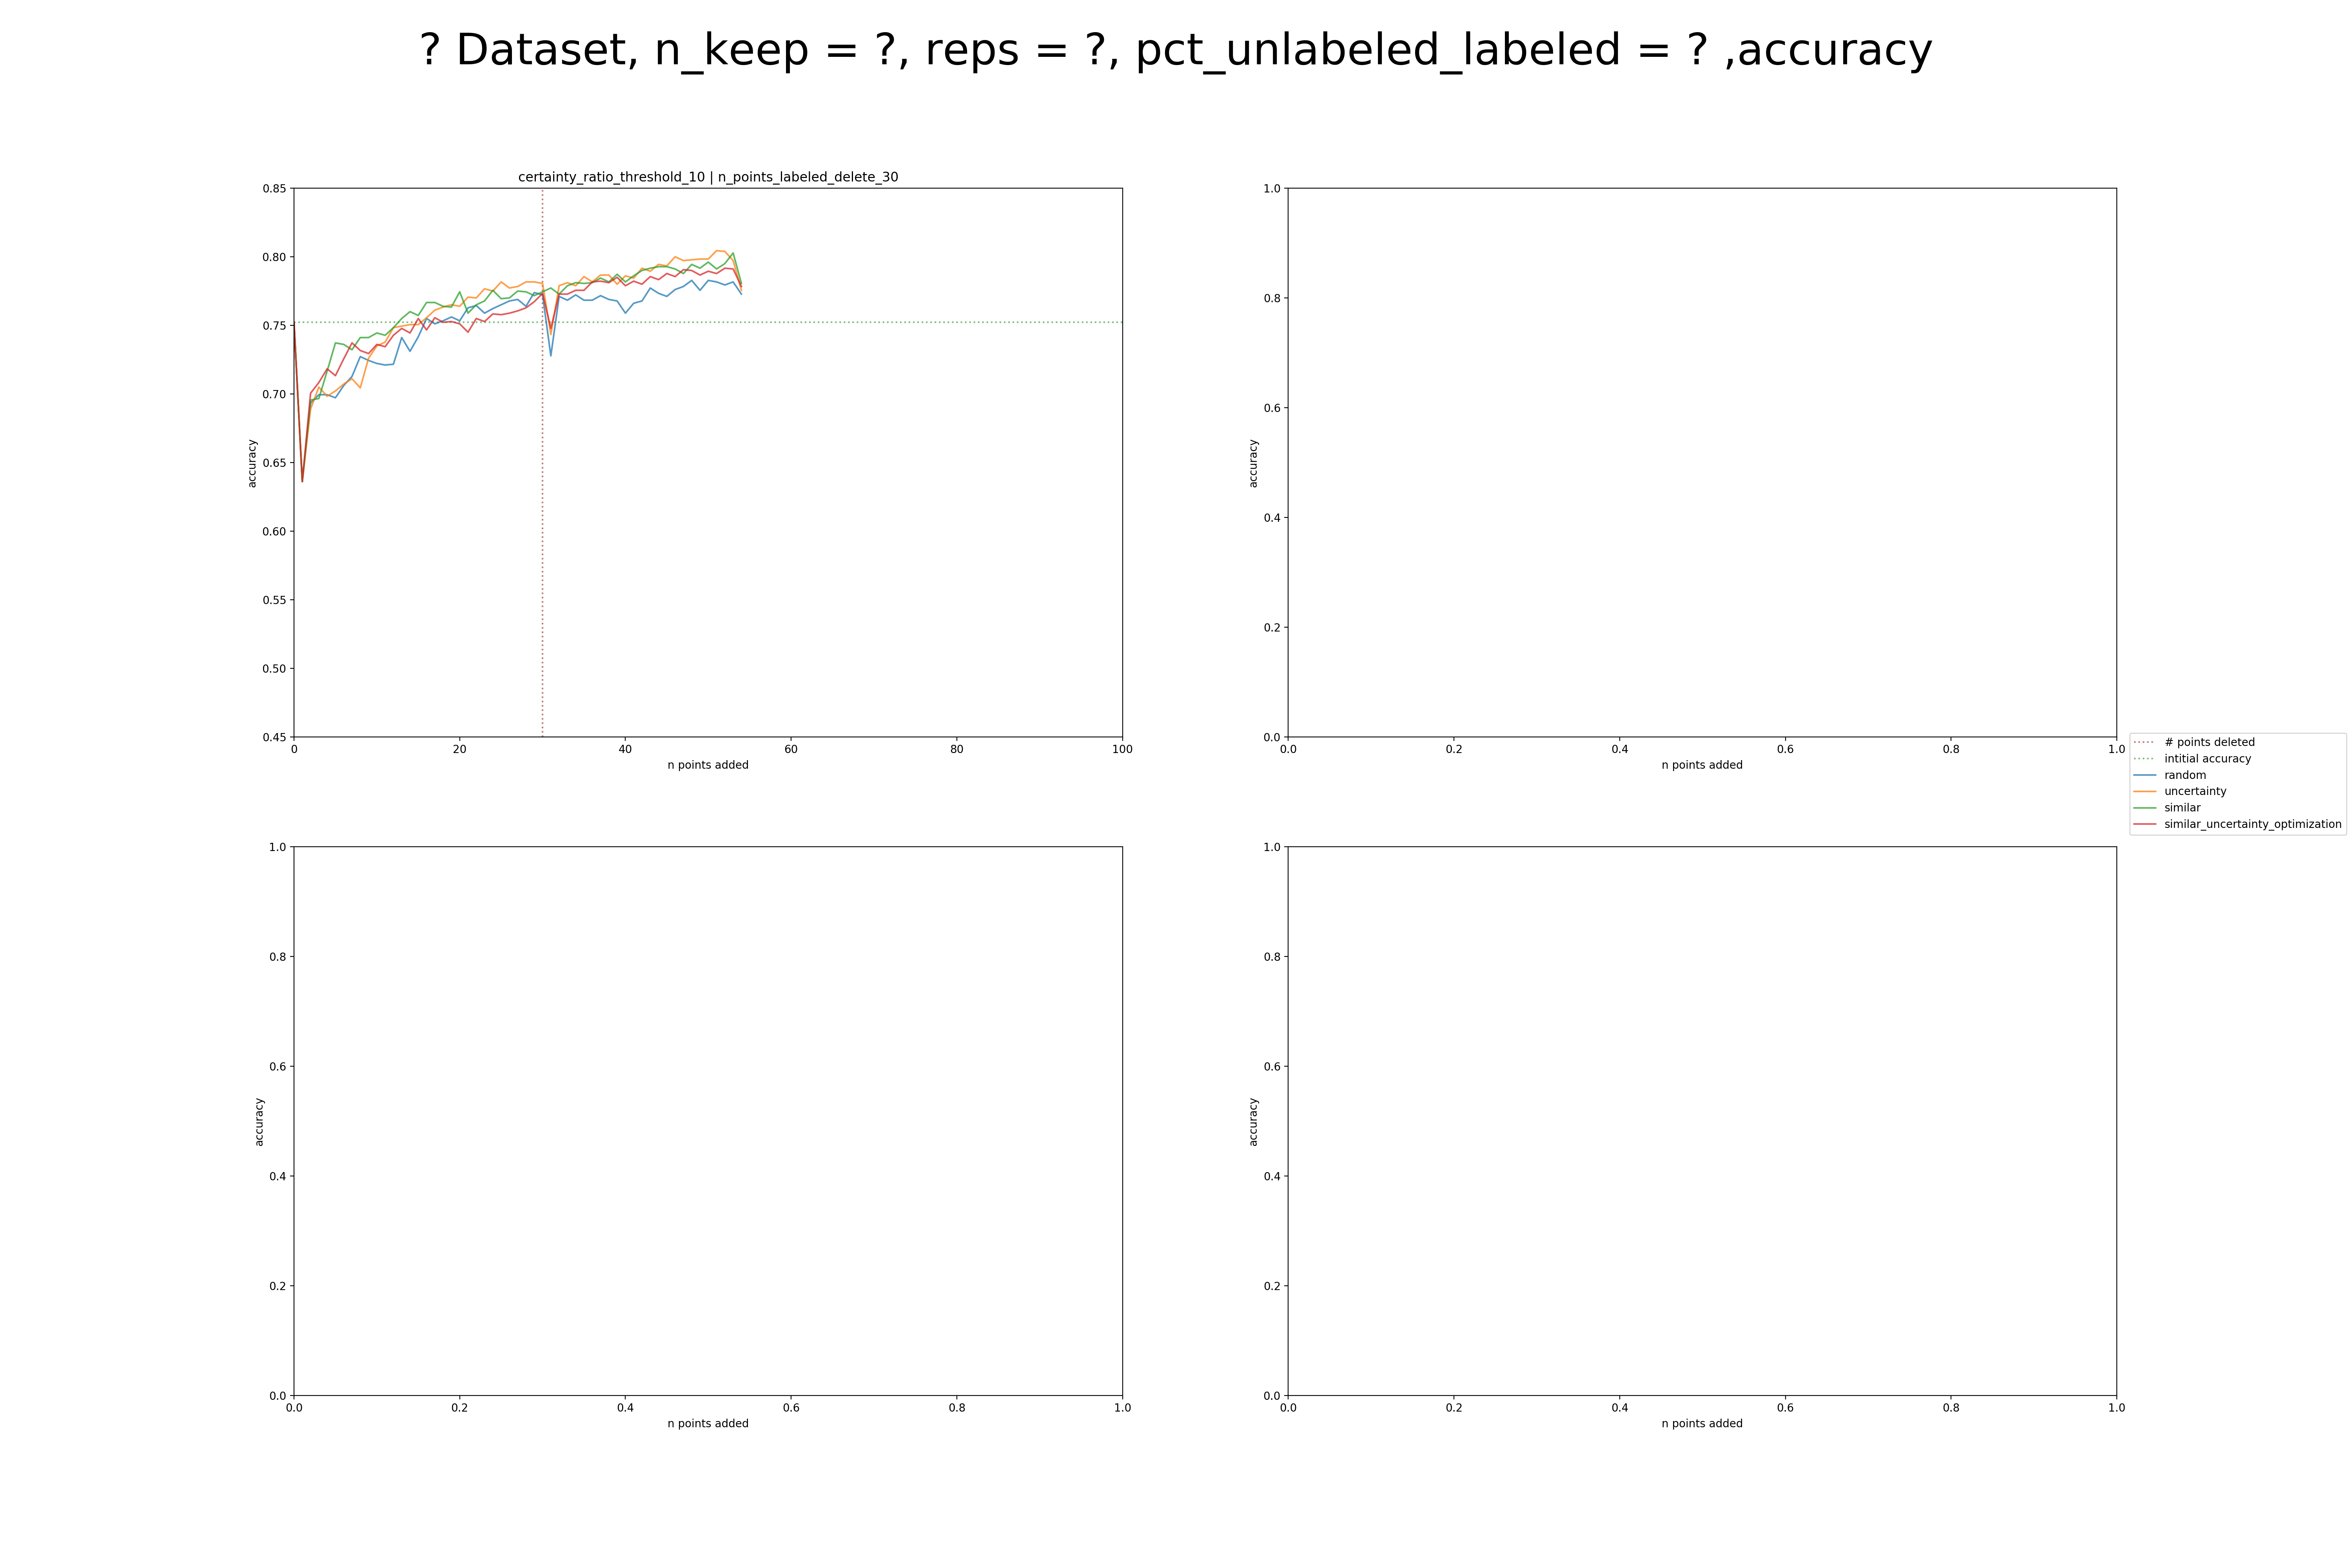 ? Dataset, n_keep = ?, reps = ?, pct_unlabeled_labeled = ? ,accuracy
certainty_ratio_threshold_10 | n_points_labeled_delete_30
0.85
0.80
0.75
0.70
0.65
0.60
0.55
0.50
0.45
accuracy
0 20 40 60 80 100
n points added
1.0
0.8
0.6
0.4
0.2
0.0
accuracy
0.0 0.2 0.4 0.6 0.8 1.0
n points added
# points deleted
intitial accuracy
random
uncertainty
similar
similar_uncertainty_optimization
1.0
0.8
0.6
0.4
0.2
0.0
accuracy
0.0 0.2 0.4 0.6 0.8 1.0
n points added
1.0
0.8
0.6
0.4
0.2
0.0
accuracy
0.0 0.2 0.4 0.6 0.8 1.0
n points added